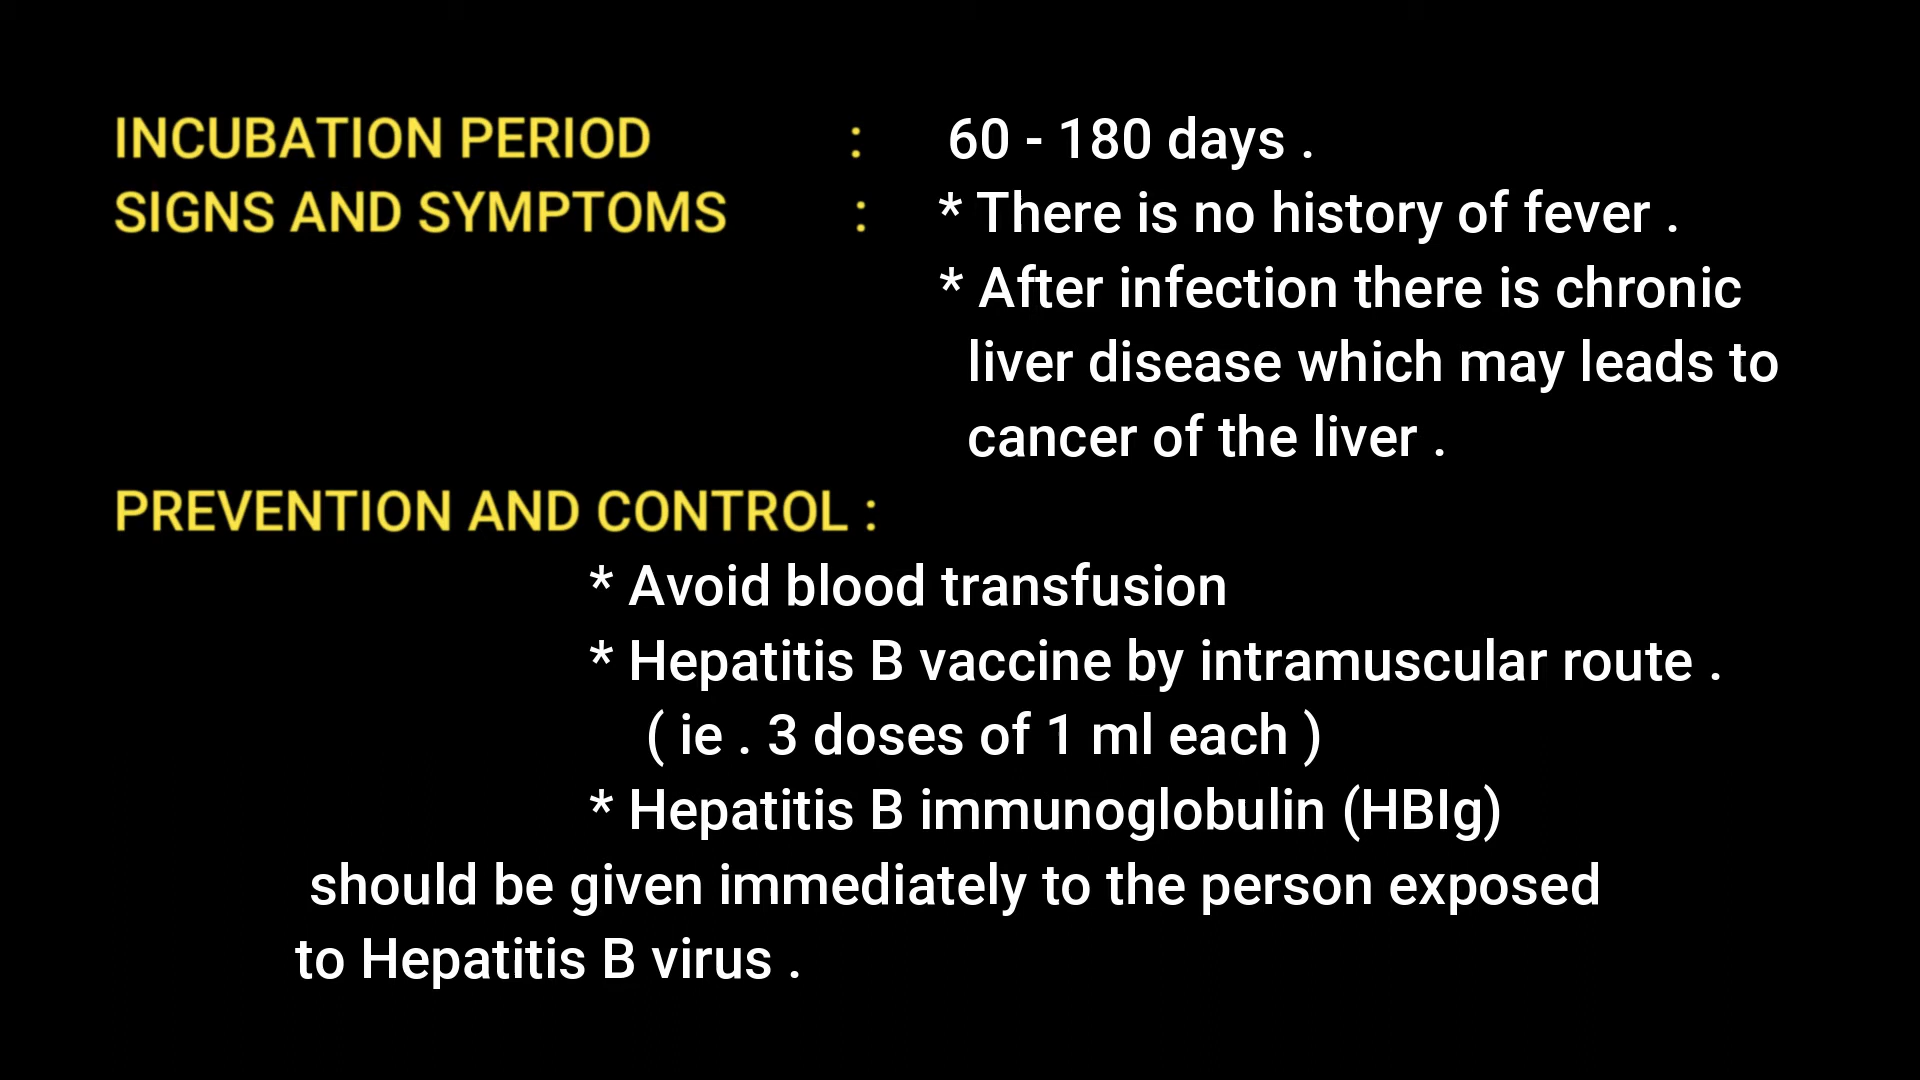 INCUBATION PERIOD : 60 - 180 days .
SIGNS AND SYMPTOMS : * There is no history of fever .
* After infection there is chronic
liver disease which may leads to
cancer of the liver .
PREVENTION AND CONTROL :
* Avoid blood transfusion
* Hepatitis B vaccine by intramuscular route .
( ie . 3 doses of 1 ml each )
* Hepatitis B immunoglobulin (HBIg)
should be given immediately to the person exposed
to Hepatitis B virus .